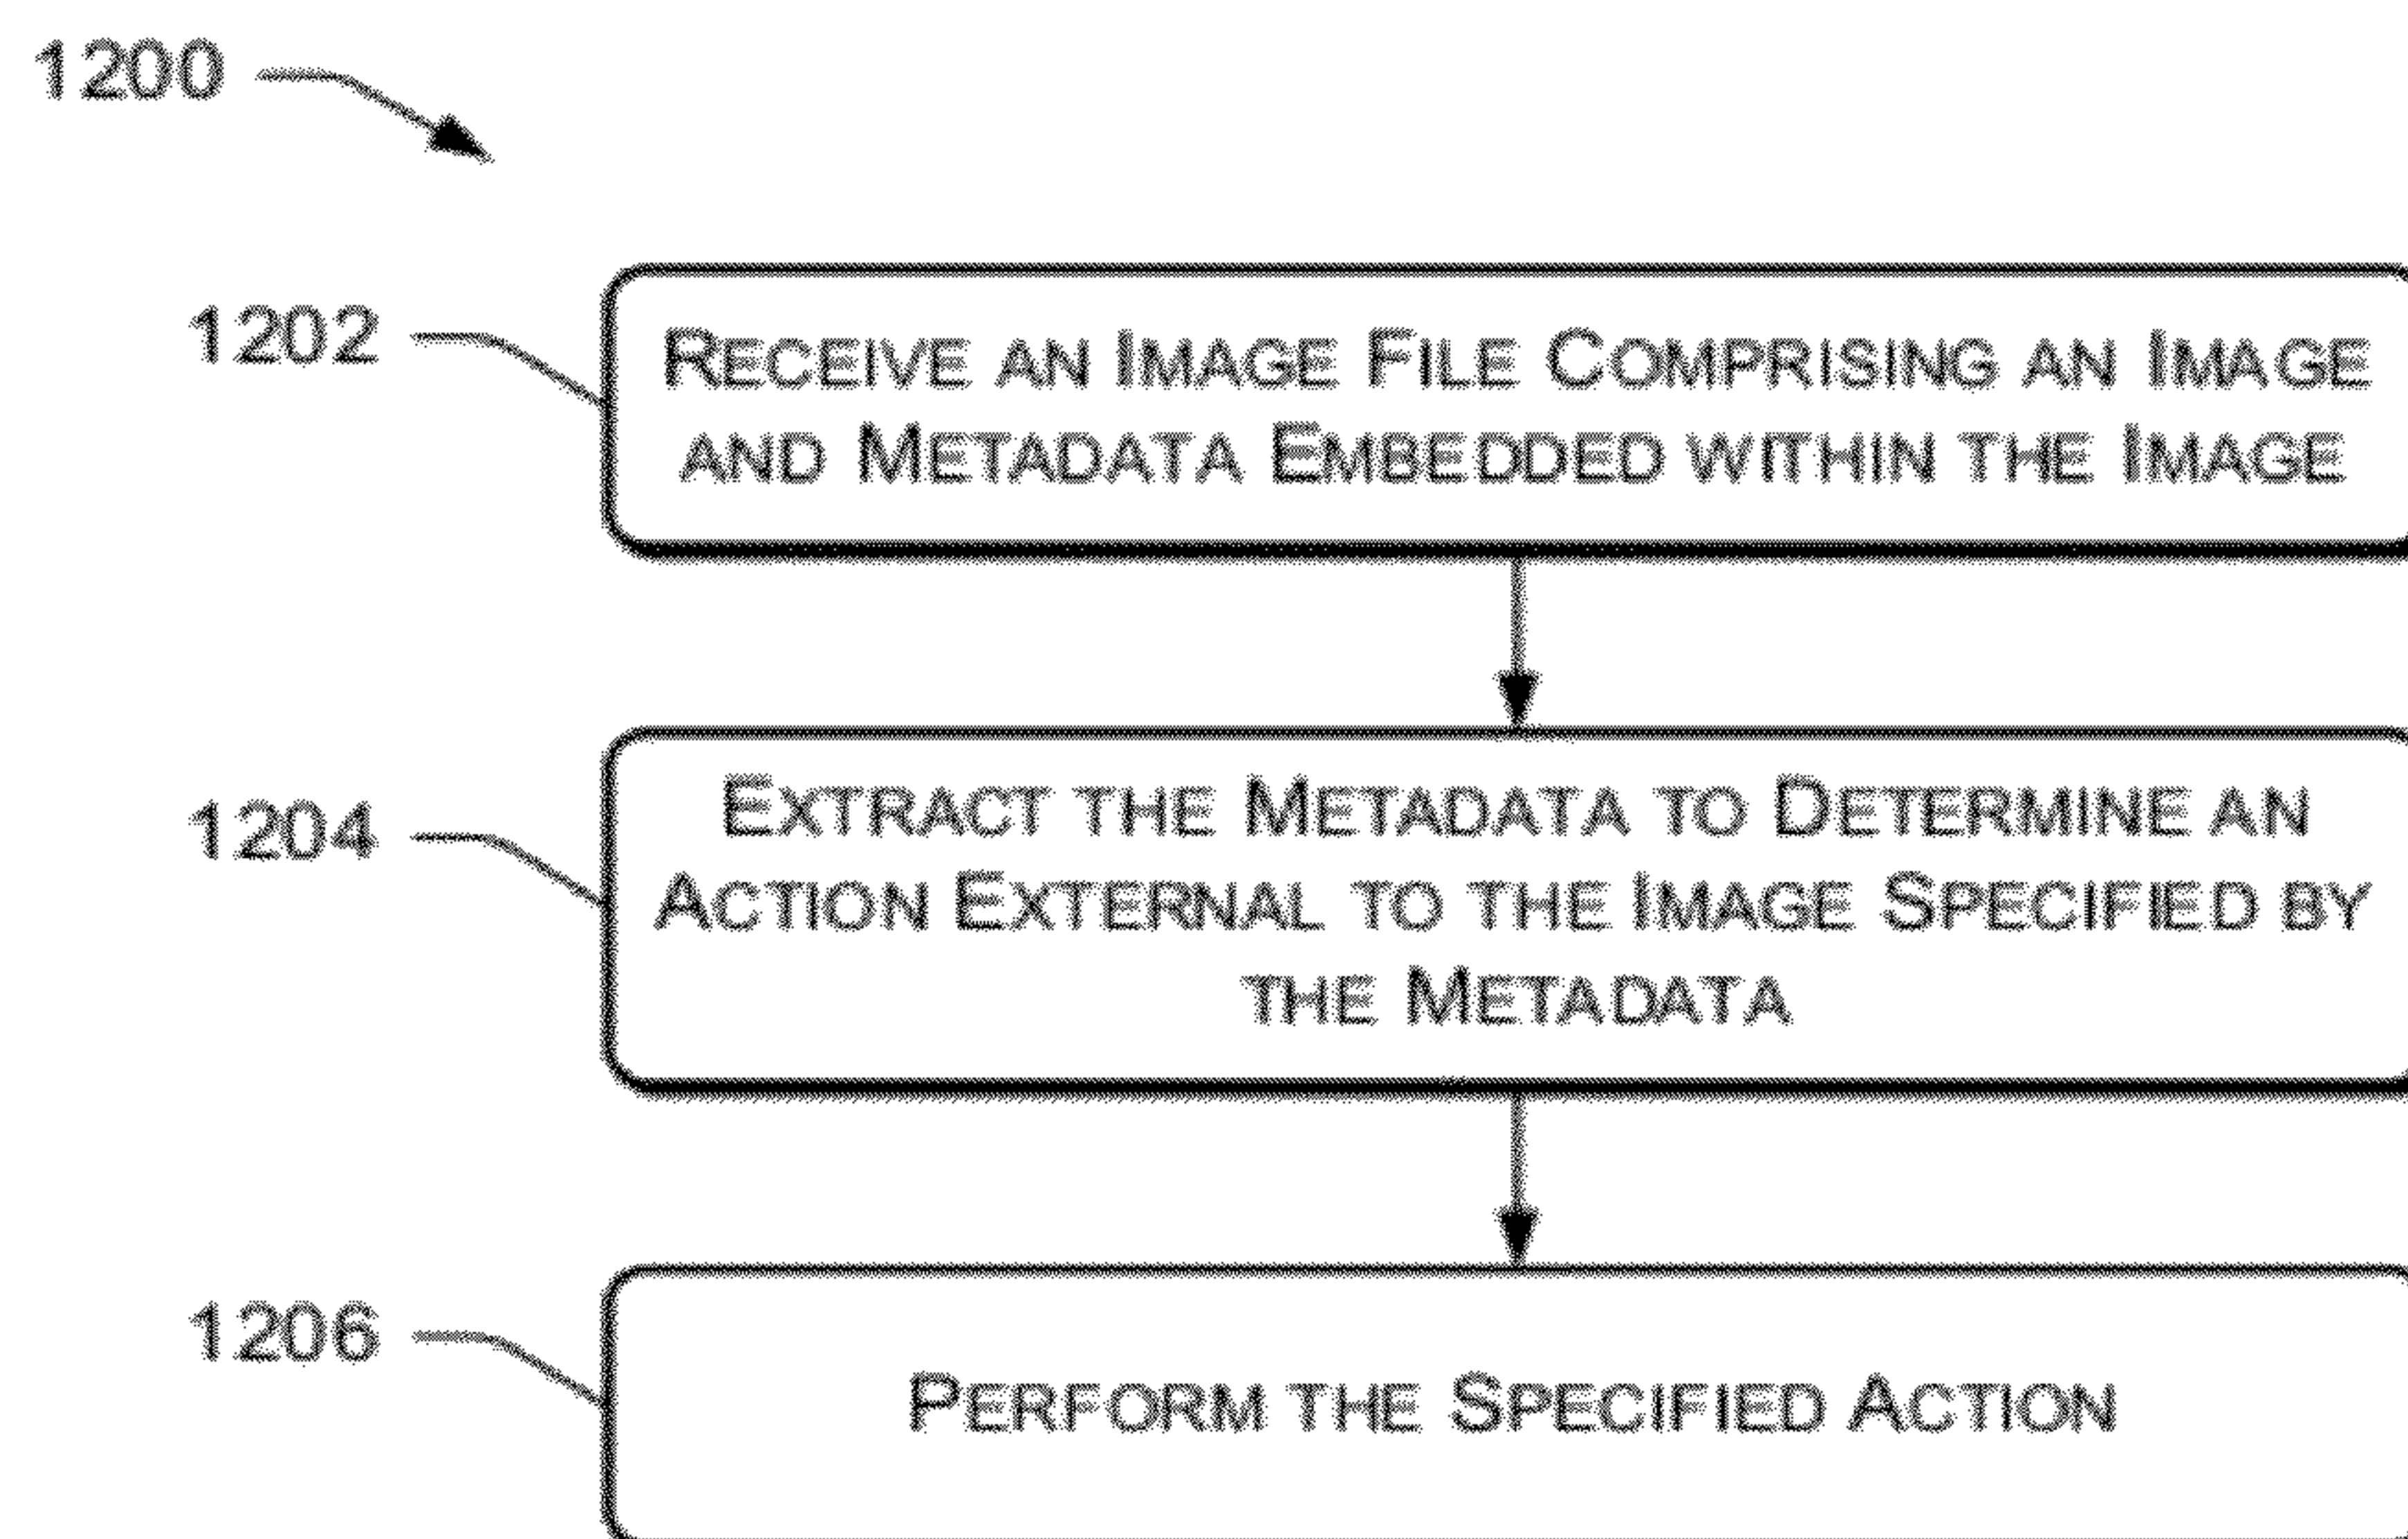 1200
1202
RECEIVE AN IMAGE FILE COMPRISING AN IMAGE
AND METADATA EMBEDDED WITHIN THE IMAGE
1204
EXTRACT THE METADATA TO DETERMINE AN
ACTION EXTERNAL TO THE IMAGE SPECIFIED BY
THE METADATA
1206
PERFORM THE SPECIFIED ACTION